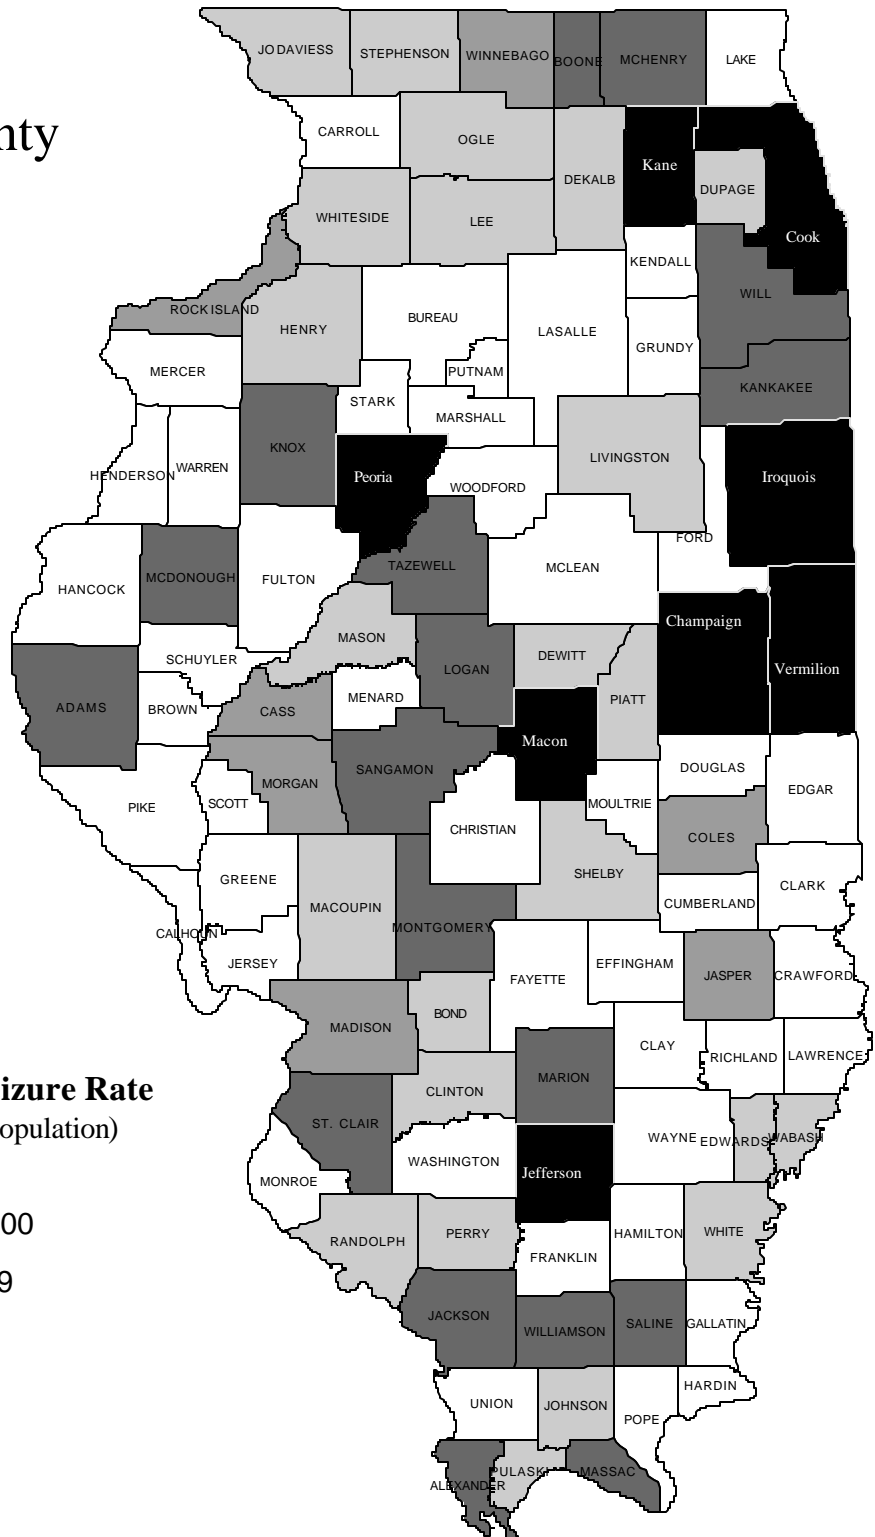 JO DAVIESS
STEPHENSON
WINNEBAGO
BOONE
MCHENRY
LAKE
nty
CARROLL
OGLE
DEKALB
Kane
DUPAGE
WHITESIDE
LEE
Cook
KENDALL
WILL
ROCK ISLAND
HENRY
BUREAU
LASALLE
GRUNDY
MERCER
PUTNAM
KANKAKEE
STARK
MARSHALL
KNOX
LIVINGSTON
HENDERSON
WARREN
Peoria
WOODFORD
Iroquois
FORD
HANCOCK
MCDONOUGH
FULTON
TAZEWELL
MCLEAN
MASON
Champaign
SCHUYLER
LOGAN
DEWITT
Vermilion
ADAMS
BROWN
CASS
MENARD
PIATT
Macon
SANGAMON
DOUGLAS
MORGAN
EDGAR
PIKE
SCOTT
MOULTRIE
CHRISTIAN
COLES
SHELBY
GREENE
CLARK
MACOUPIN
CUMBERLAND
MONTGOMERY
CALHOUN
JERSEY
EFFINGHAM
FAYETTE
JASPER
CRAWFORD
BOND
MADISON
CLAY
RICHLAND
LAWRENCE
MARION
izure Rate
CLINTON
opulation)
ST. CLAIR
WAYNE
EDWARDS
WABASH
WASHINGTON
Jefferson
MONROE
00
RANDOLPH
PERRY
HAMILTON
WHITE
FRANKLIN
9
JACKSON
WILLIAMSON
SALINE
GALLATIN
HARDIN
UNION
JOHNSON
POPE
PULASKI
MASSAC
ALEXANDER